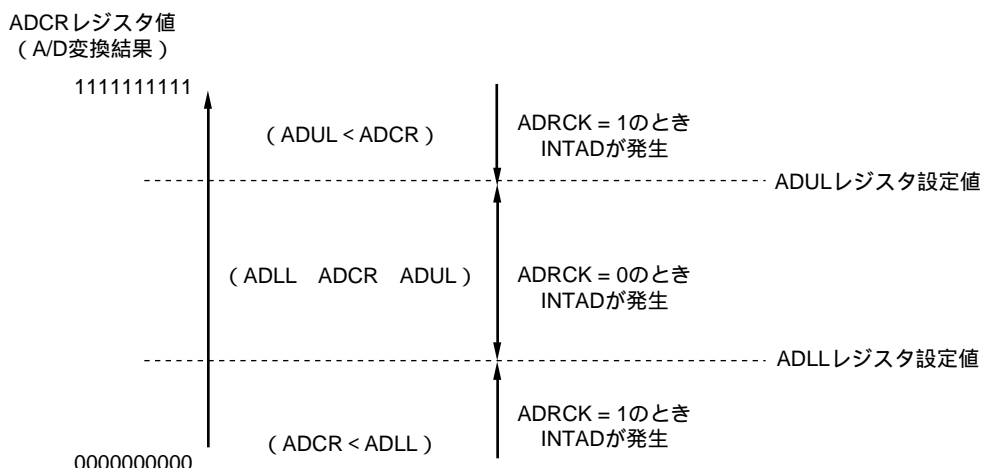 ADCRレジスタ値
(A/D変換結果)
1111111111
(ADUL<ADCR)
ADRCK = 1のとき
INTADが発生
ADULレジスタ設定値
(ADLL ADCR ADUL)
ADRCK = 0のとき
INTADが発生
ADLLレジスタ設定値
(ADCR<ADLL)
ADRCK = 1のとき
INTADが発生
0000000000